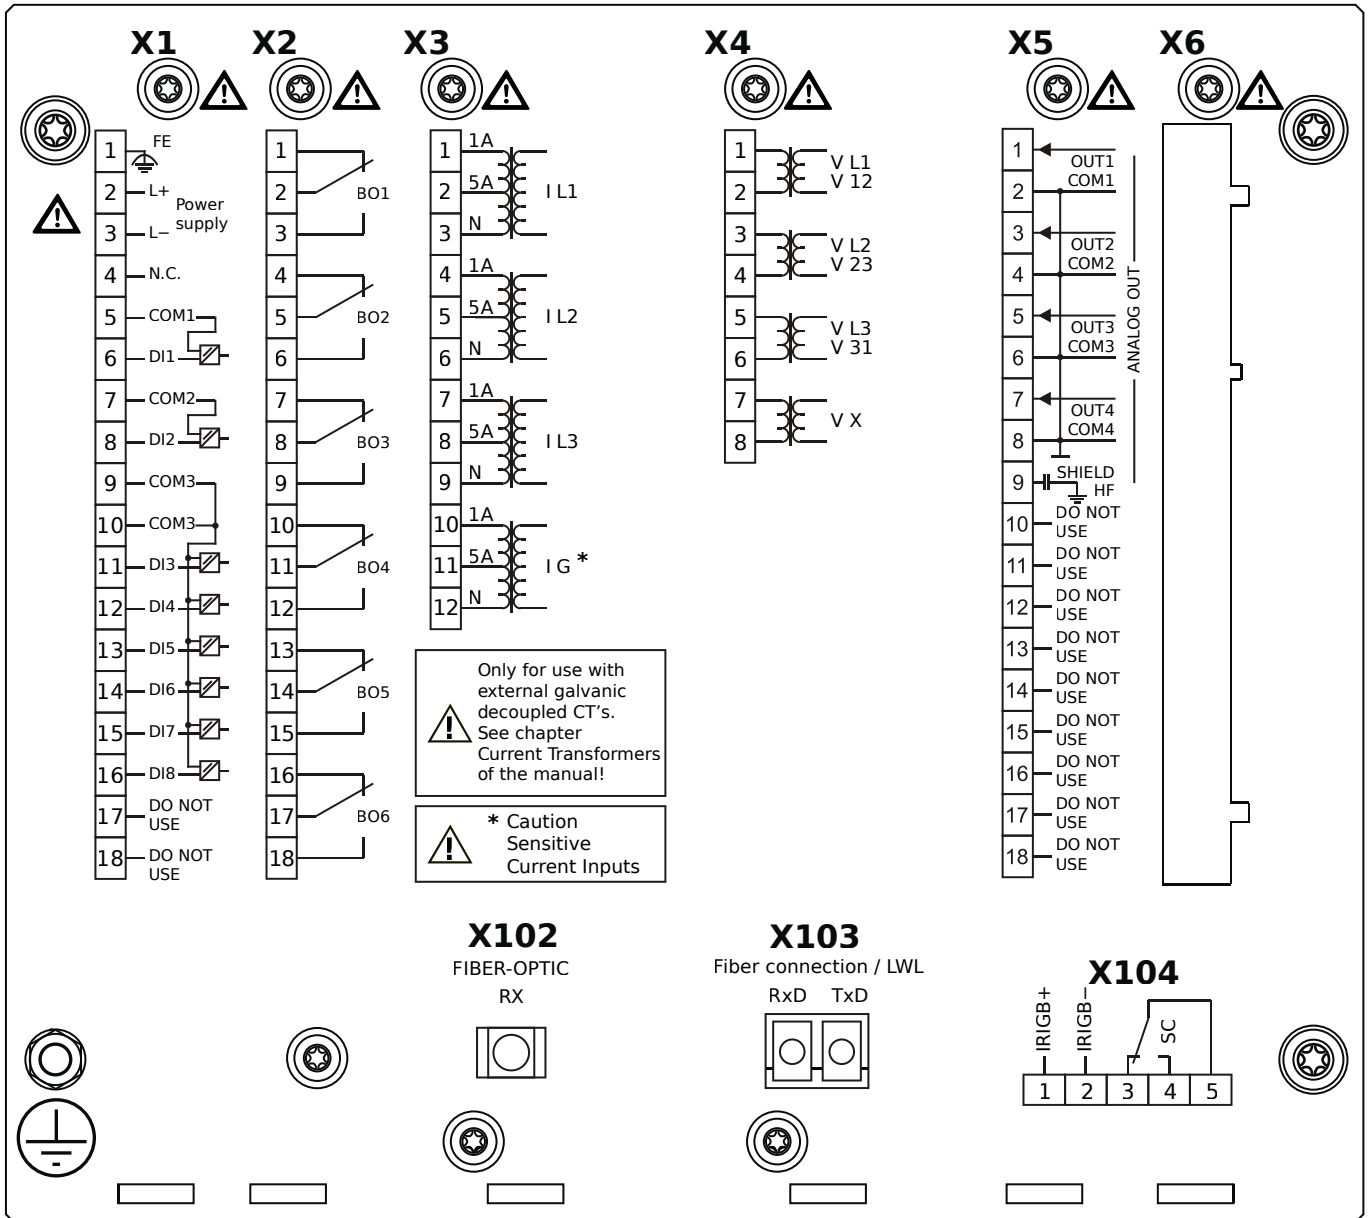 X1 X2 X3 X4 X5 X6
1 FE
2 L+
Power
supply
3 L–
4 N.C.
5 COM1
6 DI1
7 COM2
8 DI2
9 COM3
10 COM3
11 DI3
12 DI4
13 DI5
14 DI6
15 DI7
16 DI8
17 DO NOT
USE
18 DO NOT
USE
1
2 BO1
3
4
5 BO2
6
7
8 BO3
9
10
11 BO4
12
13
14 BO5
15
16
17 BO6
18
1 1A
2 5A I L1
3 N
4 1A
5 5A I L2
6 N
7 1A
8 5A I L3
9 N
10 1A
11 5A I G *
12 N
Only for use with
external galvanic
decoupled CT's.
See chapter
Current Transformers
of the manual!
* Caution
Sensitive
Current Inputs
1 V L1
2 V 12
3 V L2
4 V 23
5 V L3
6 V 31
7 V X
8
1 OUT1
2 COM1
3 OUT2
4 COM2
5 OUT3
6 COM3
7 OUT4
8 COM4
ANALOG OUT
9 SHIELD
HF
10 DO NOT
USE
11 DO NOT
USE
12 DO NOT
USE
13 DO NOT
USE
14 DO NOT
USE
15 DO NOT
USE
16 DO NOT
USE
17 DO NOT
USE
18 DO NOT
USE
X102
FIBER-OPTIC
RX
X103
Fiber connection / LWL
RxD TxD
X104
IRIGB+
IRIGB–
SC
1 2 3 4 5